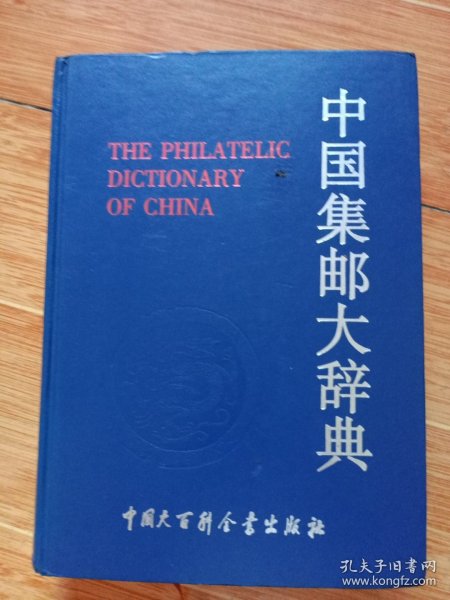 中国集邮大辞典
THE PHILATELIC
DICTIONARY
OF CHINA
中国大百科全书出版社
孔夫子旧书网
www.kongfz.com